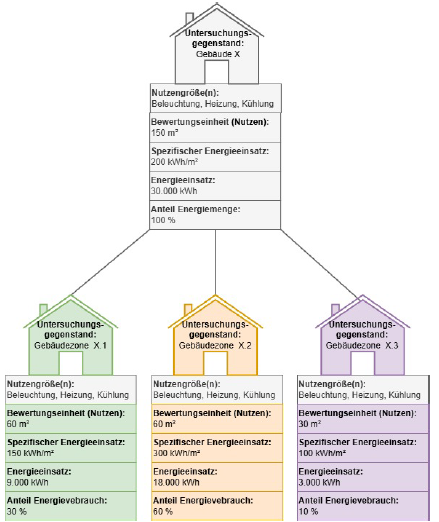 Untersuchungs-
gegenstand:
Gebäude X
Nutzengröße(n):
Beleuchtung, Heizung, Kühlung
Bewertungseinheit (Nutzen):
150 m²
Spezifischer Energieeinsatz:
200 kWh/m²
Energieeinsatz:
30.000 kWh
Anteil Energiemenge:
100 %
Untersuchungs-
gegenstand:
Gebäudezone X.1
Nutzengröße(n):
Beleuchtung, Heizung, Kühlung
Bewertungseinheit (Nutzen):
60 m²
Spezifischer Energieeinsatz:
150 kWh/m²
Energieeinsatz:
9.000 kWh
Anteil Energievebrauch:
30 %
Untersuchungs-
gegenstand:
Gebäudezone X.2
Nutzengröße(n):
Beleuchtung, Heizung, Kühlung
Bewertungseinheit (Nutzen):
60 m²
Spezifischer Energieeinsatz:
300 kWh/m²
Energieeinsatz:
18.000 kWh
Anteil Energievebrauch:
60 %
Untersuchungs-
gegenstand:
Gebäudezone X.3
Nutzengröße(n):
Beleuchtung, Heizung, Kühlung
Bewertungseinheit (Nutzen):
30 m²
Spezifischer Energieeinsatz:
100 kWh/m²
Energieeinsatz:
3.000 kWh
Anteil Energievebrauch:
10 %